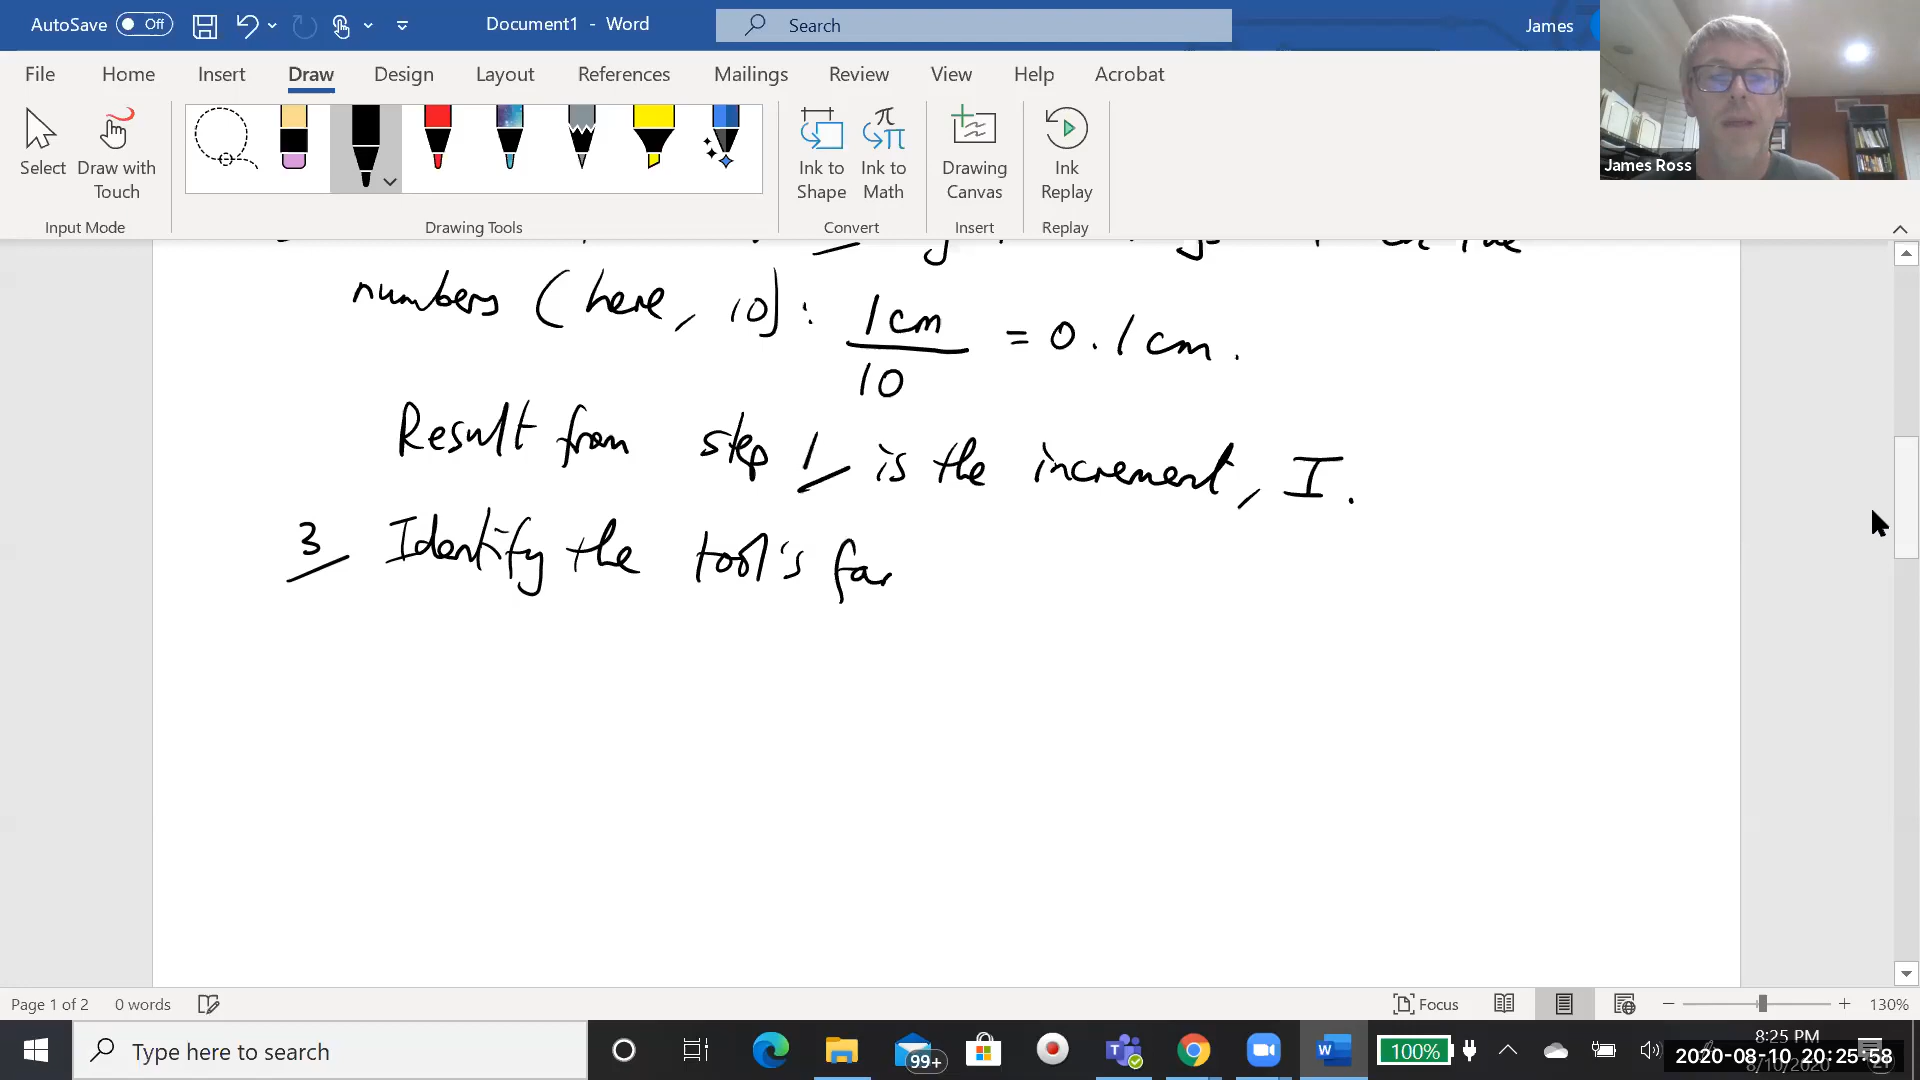 AutoSave Off Document1 - Word Search James
File Home Insert Draw Design Layout References Mailings Review View Help Acrobat
Select Draw with Touch Ink to Shape Ink to Math Drawing Canvas Ink Replay
Input Mode Drawing Tools Convert Insert Replay
James Ross
the
numbers (here, 10): 1cm / 10 = 0.1cm.
Result from step 1 is the increment, I.
3 Identify the tool's far
Page 1 of 2 0 words Focus 130%
Type here to search 99+ 100% 8:25 PM
8/10/2020
2020-08-10 20:25:58